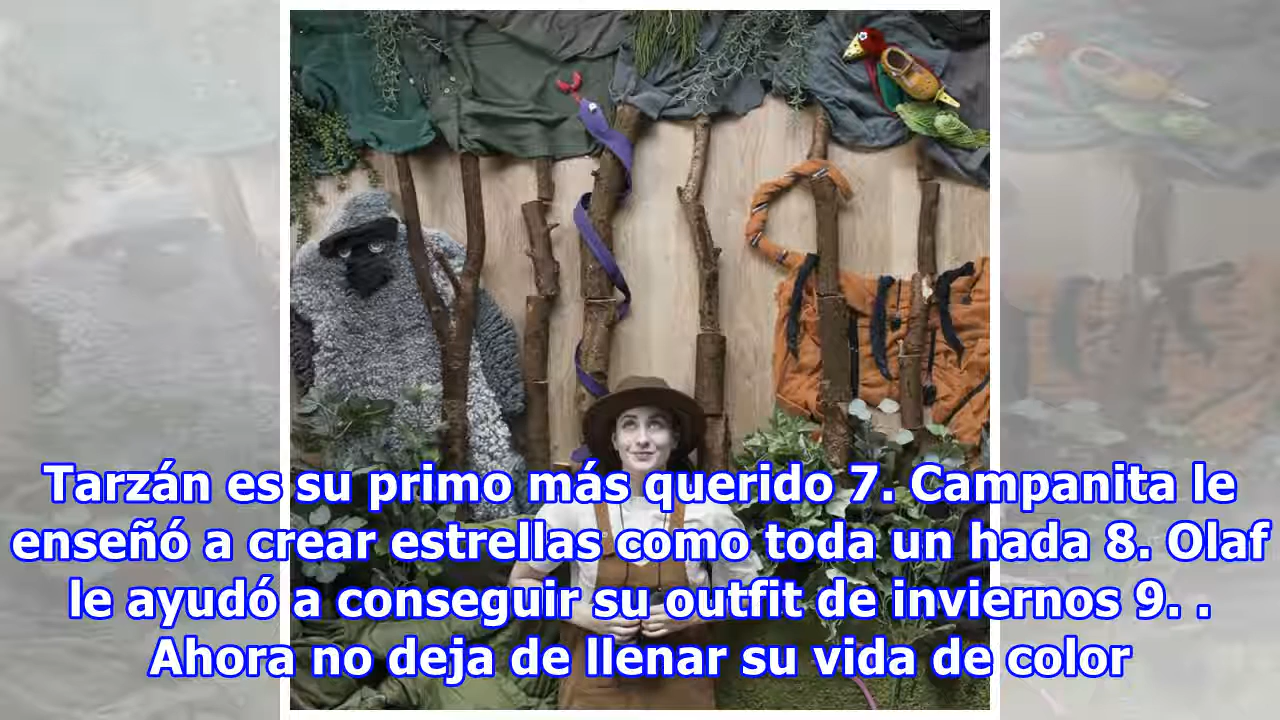 Tarzán es su primo más querido 7. Campanita le
enseñó a crear estrellas como toda un hada 8. Olaf
le ayudó a conseguir su outfit de inviernos 9. .
Ahora no deja de llenar su vida de color